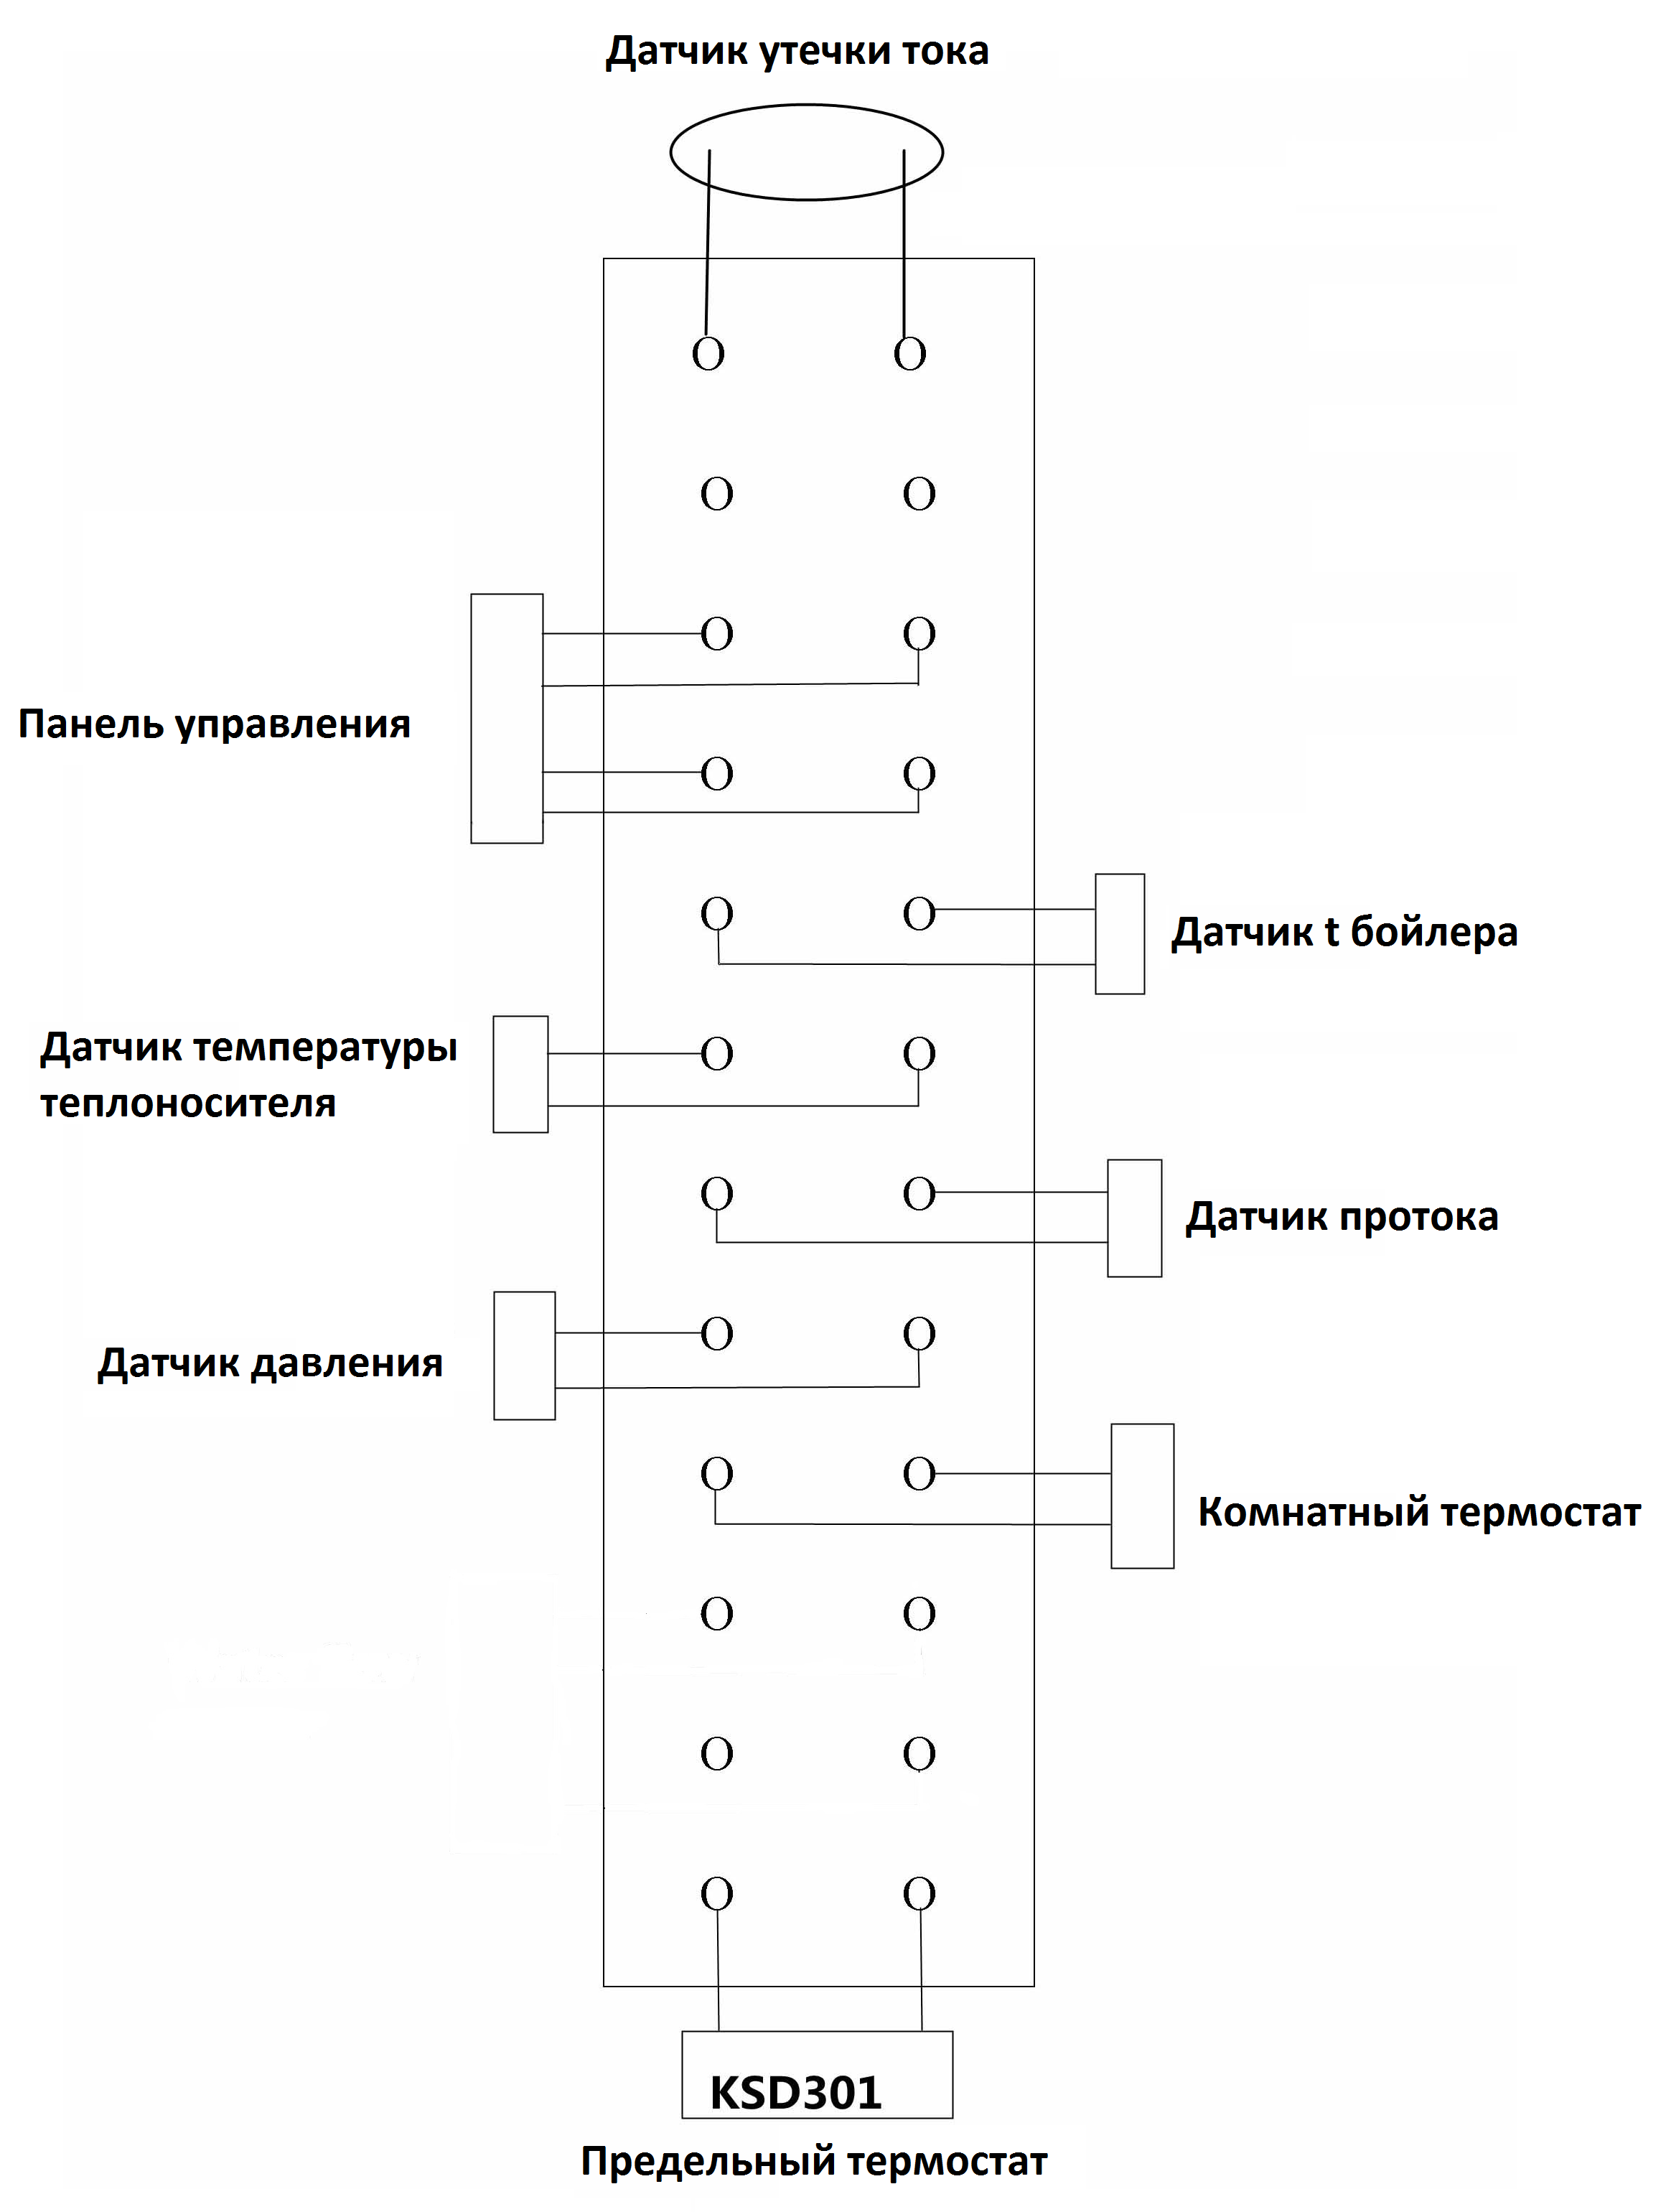 Датчик утечки тока
Панель управления
Датчик t бойлера
Датчик температуры
теплоносителя
Датчик протока
Датчик давления
Комнатный термостат
KSD301
Предельный термостат